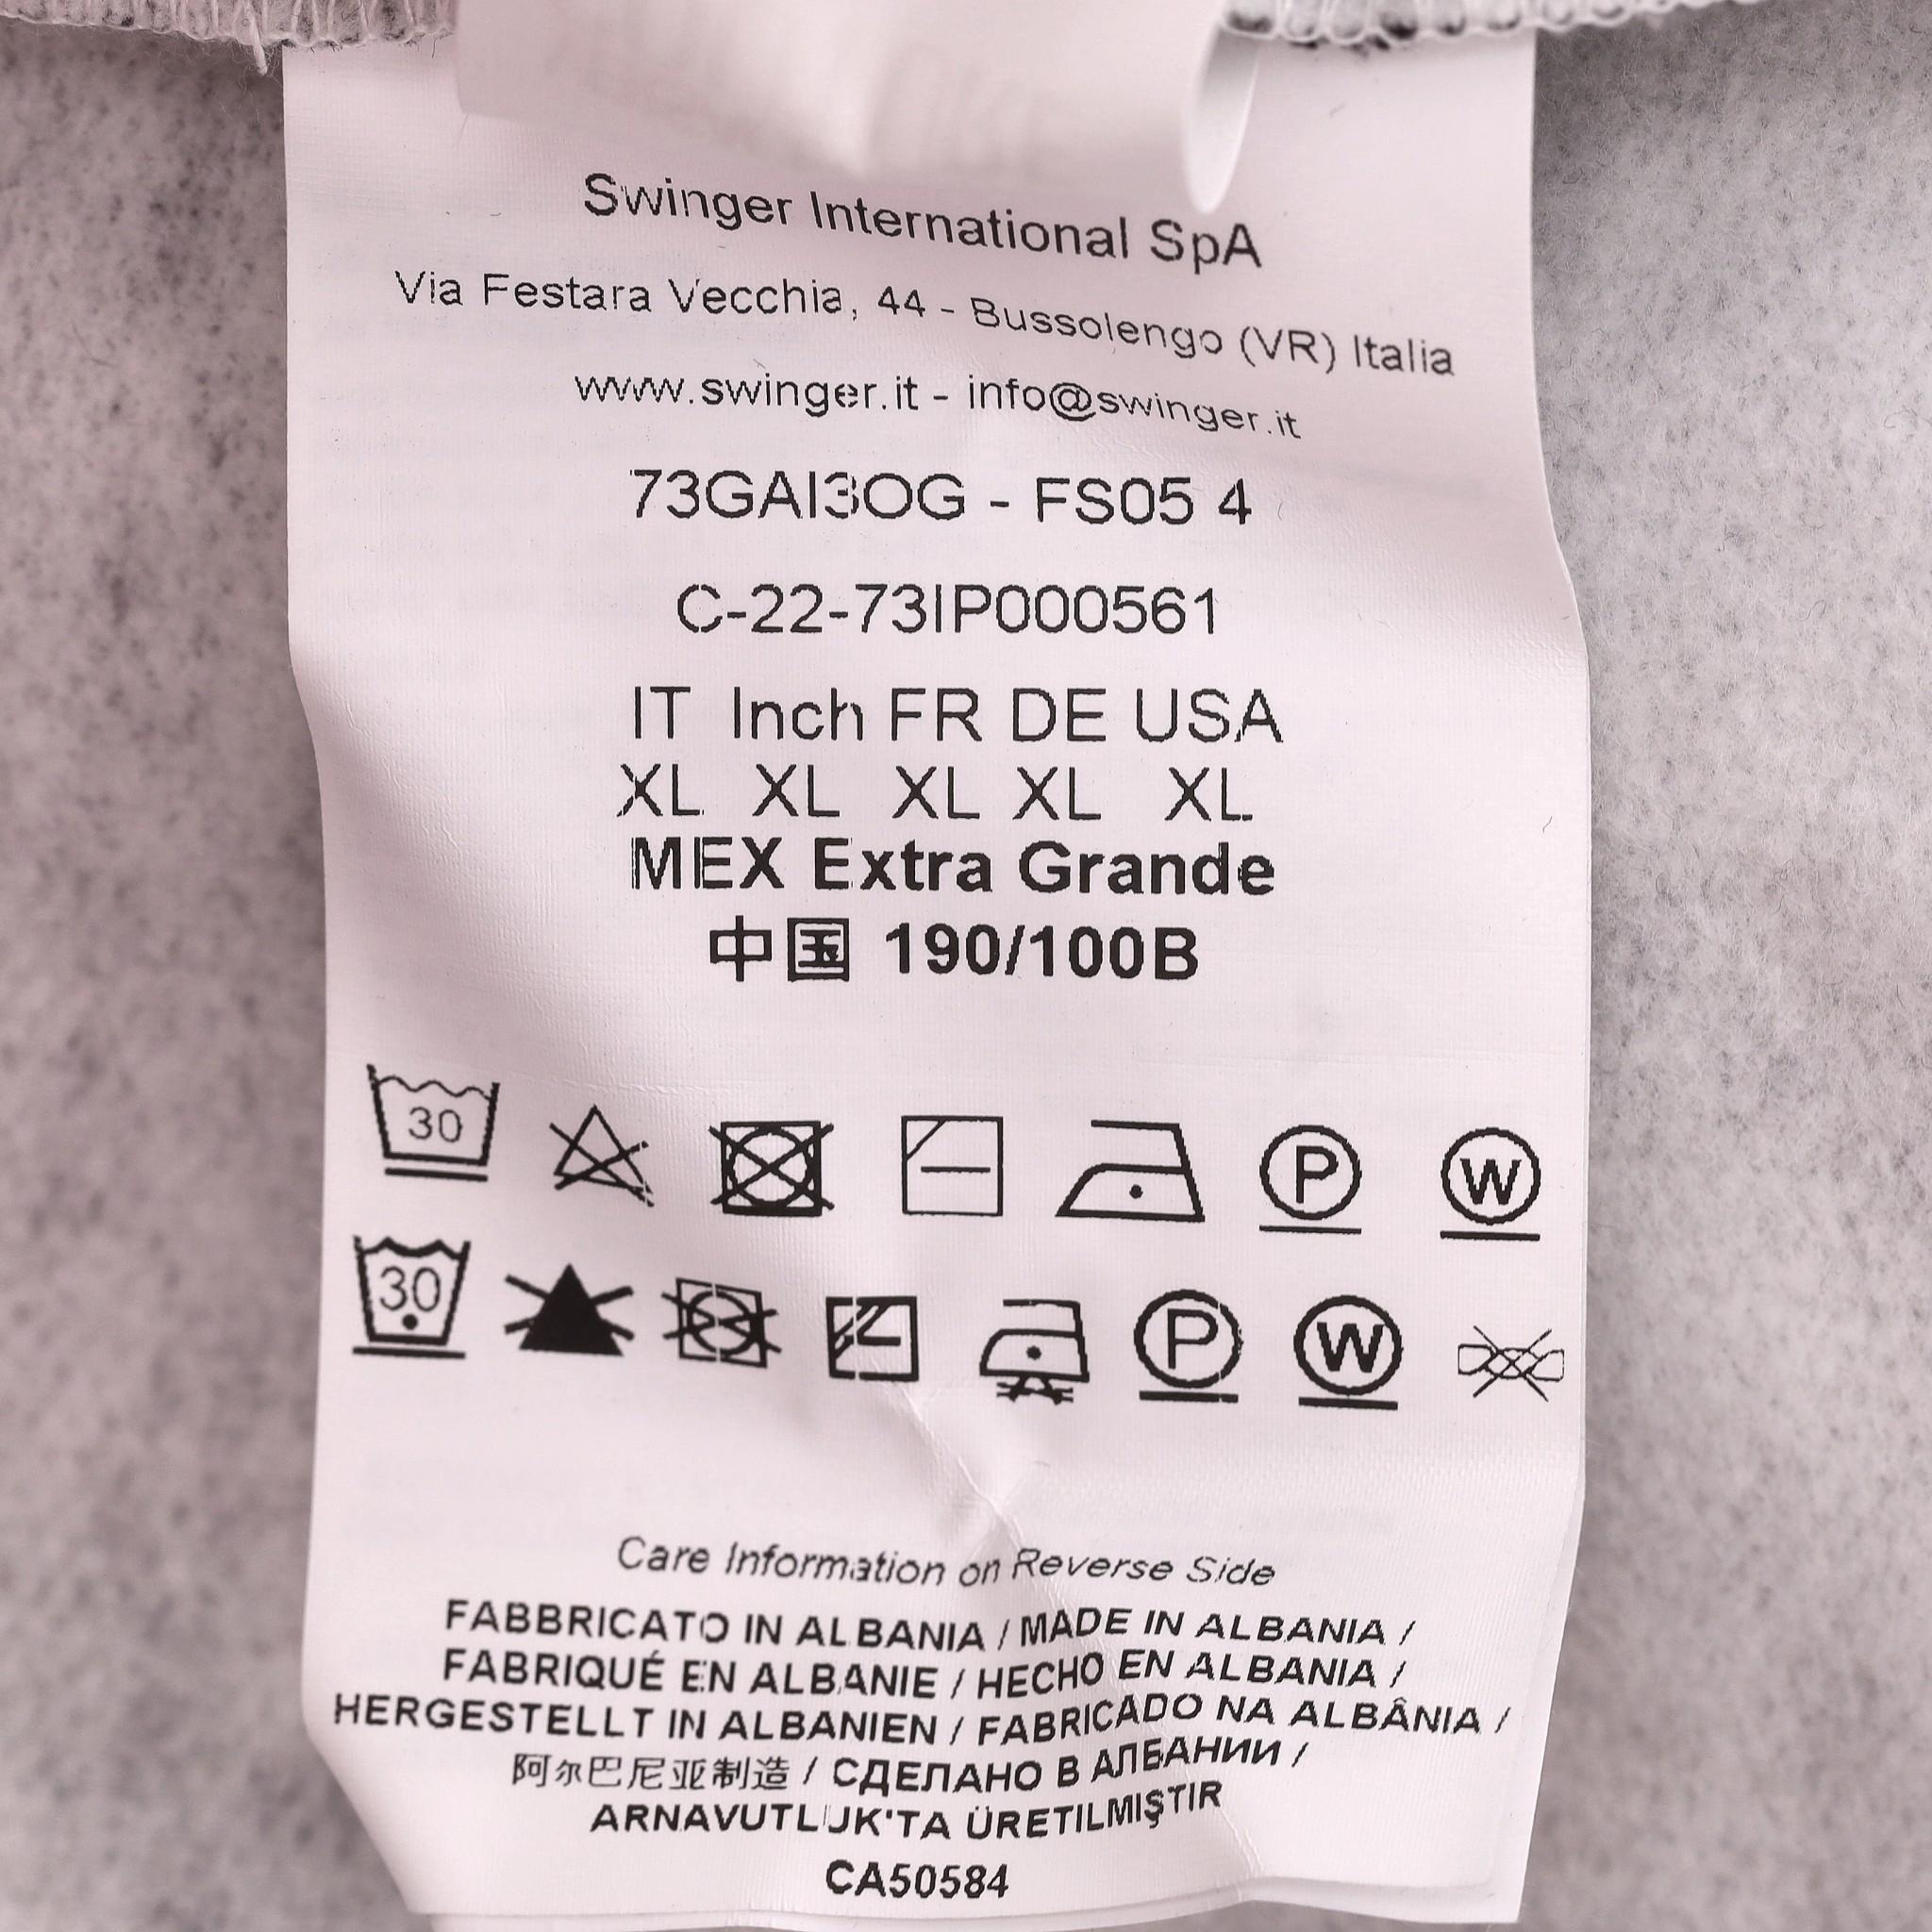 Swinger International SpA
Via Festara Vecchia, 44 - Bussolengo (VR) Italia
www.swinger.it - info@swinger.it
73GAI3OG - FS05 4
C-22-73IP000561
IT Inch FR DE USA
XL XL XL XL XL
MEX Extra Grande
中国 190/100B
30 P W
30 P W
Care Information on Reverse Side
FABBRICATO IN ALBANIA / MADE IN ALBANIA /
FABRIQUÉ EN ALBANIE / HECHO EN ALBANIA /
HERGESTELLT IN ALBANIEN / FABRICADO NA ALBÂNIA /
阿尔巴尼亚制造 / СДЕЛАНО В АЛБАНИИ /
ARNAVUTLUK'TA ÜRETILMIŞTIR
CA50584